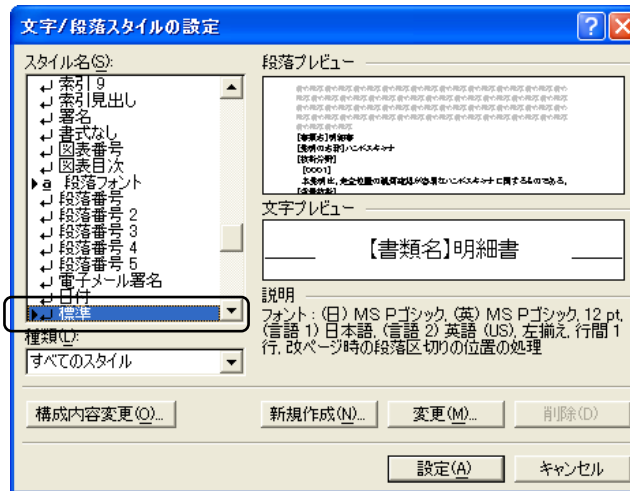 文字/段落スタイルの設定
スタイル名(S):
索引 9
索引見出し
署名
書式なし
図表番号
図表目次
a 段落フォント
段落番号
段落番号 2
段落番号 3
段落番号 4
段落番号 5
電子メール署名
日付
標準
種類(L):
すべてのスタイル
段落プレビュー
【書類名】明細書
【発明の名称】ハンドスキャナ
【技術分野】
【0001】
文字プレビュー
【書類名】明細書
説明
フォント : (日) MS Pゴシック, (英) MS Pゴシック, 12 pt,
(言語 1) 日本語, (言語 2) 英語 (US), 左揃え, 行間 1
行, 改ページ時の段落区切りの位置の処理
構成内容変更(O)...
新規作成(N)...
変更(M)...
削除(D)
設定(A)
キャンセル